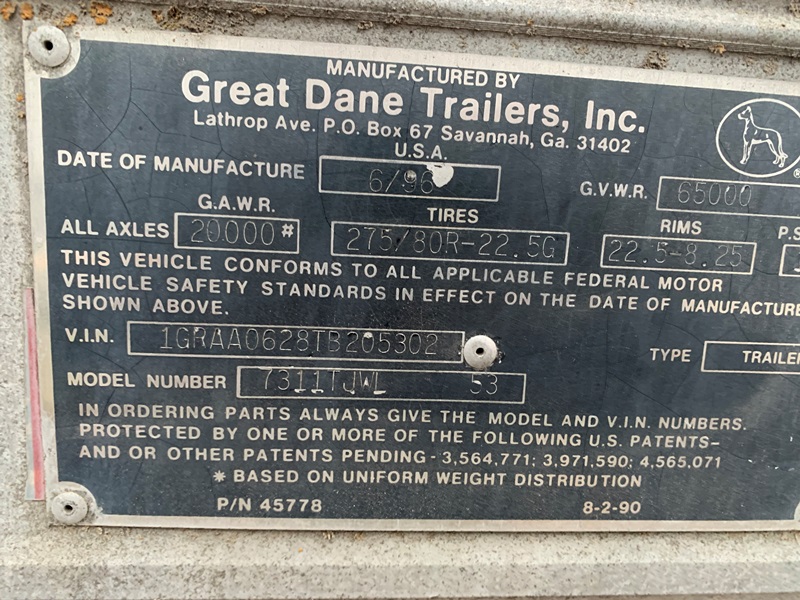 MANUFACTURED BY
Great Dane Trailers, Inc.
Lathrop Ave. P.O. Box 67 Savannah, Ga. 31402
U.S.A.
DATE OF MANUFACTURE 6/96 G.V.W.R. 65000
G.A.W.R. TIRES RIMS P.S
ALL AXLES 20000# 275/80R-22.5G 22.5-8.25
THIS VEHICLE CONFORMS TO ALL APPLICABLE FEDERAL MOTOR
VEHICLE SAFETY STANDARDS IN EFFECT ON THE DATE OF MANUFACTURE
SHOWN ABOVE.
V.I.N. 1GRAA0628TB205302
TYPE TRAILER
MODEL NUMBER 7311TJWL 53
IN ORDERING PARTS ALWAYS GIVE THE MODEL AND V.I.N. NUMBERS.
PROTECTED BY ONE OR MORE OF THE FOLLOWING U.S. PATENTS-
AND OR OTHER PATENTS PENDING - 3,564,771; 3,971,590; 4,565,071
* BASED ON UNIFORM WEIGHT DISTRIBUTION
P/N 45778 8-2-90